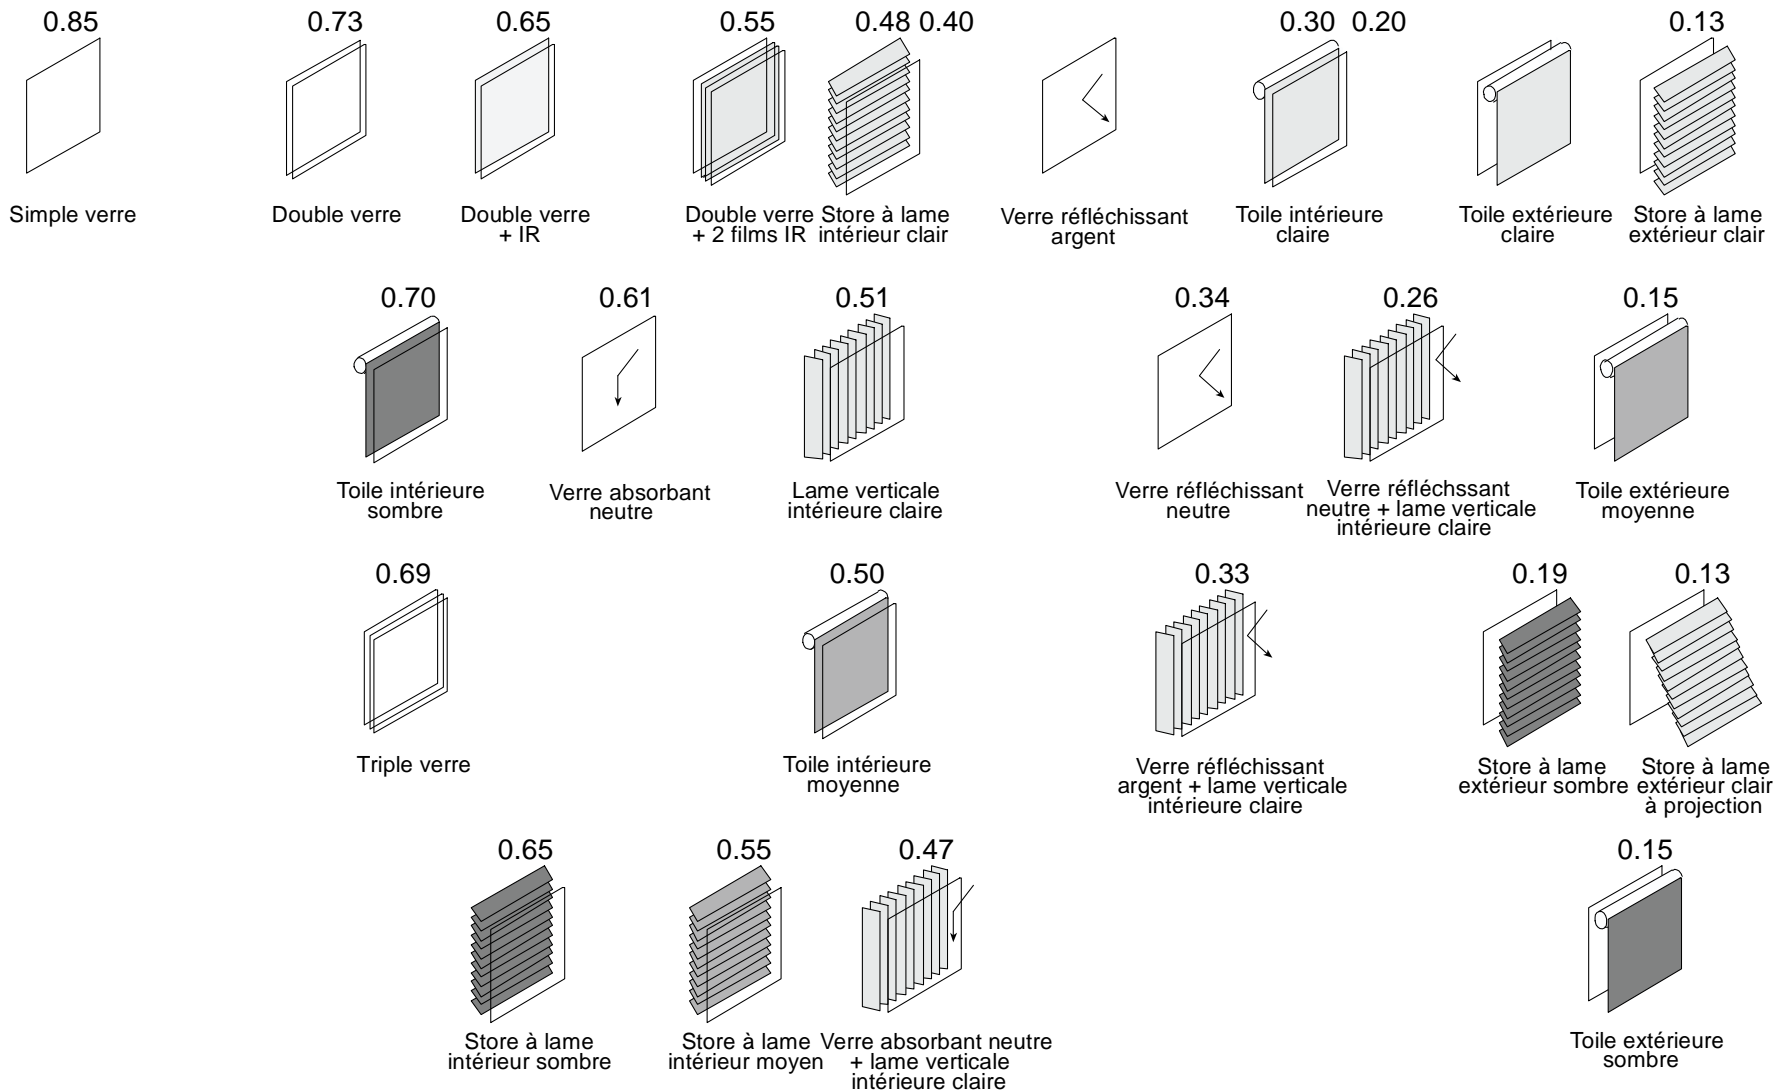 0.85
0.73
0.65
0.55
0.48 0.40
0.30 0.20
0.13
Simple verre
Double verre
Double verre
+ IR
Double verre
+ 2 films IR
Store à lame
intérieur clair
Verre réfléchissant
argent
Toile intérieure
claire
Toile extérieure
claire
Store à lame
extérieur clair
0.70
0.61
0.51
0.34
0.26
0.15
Toile intérieure
sombre
Verre absorbant
neutre
Lame verticale
intérieure claire
Verre réfléchissant
neutre
Verre réfléchssant
neutre + lame verticale
intérieure claire
Toile extérieure
moyenne
0.69
0.50
0.33
0.19
0.13
Triple verre
Toile intérieure
moyenne
Verre réfléchissant
argent + lame verticale
intérieure claire
Store à lame
extérieur sombre
Store à lame
extérieur clair
à projection
0.65
0.55
0.47
0.15
Store à lame
intérieur sombre
Store à lame
intérieur moyen
Verre absorbant neutre
+ lame verticale
intérieure claire
Toile extérieure
sombre